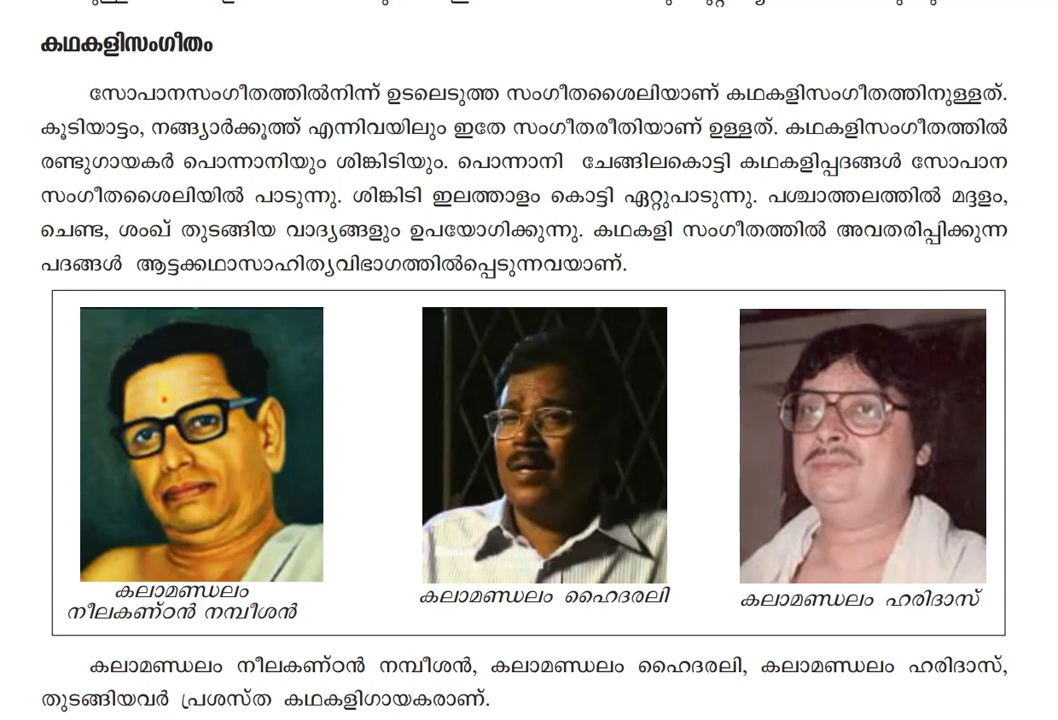 കഥകളിസംഗീതം
സോപാനസംഗീതത്തിൽനിന്ന് ഉടലെടുത്ത സംഗീതശൈലിയാണ് കഥകളിസംഗീതത്തിനുള്ളത്.
കൂടിയാട്ടം, നങ്ങ്യാർക്കൂത്ത് എന്നിവയിലും ഇതേ സംഗീതരീതിയാണ് ഉള്ളത്. കഥകളിസംഗീതത്തിൽ
രണ്ടുഗായകർ പൊന്നാനിയും ശിങ്കിടിയും. പൊന്നാനി ചേങ്ങിലകൊട്ടി കഥകളിപ്പദങ്ങൾ സോപാന
സംഗീതശൈലിയിൽ പാടുന്നു. ശിങ്കിടി ഇലത്താളം കൊട്ടി ഏറ്റുപാടുന്നു. പശ്ചാത്തലത്തിൽ മദ്ദളം,
ചെണ്ട, ശംഖ് തുടങ്ങിയ വാദ്യങ്ങളും ഉപയോഗിക്കുന്നു. കഥകളി സംഗീതത്തിൽ അവതരിപ്പിക്കുന്ന
പദങ്ങൾ ആട്ടക്കഥാസാഹിത്യവിഭാഗത്തിൽപ്പെടുന്നവയാണ്.
കലാമണ്ഡലം
നീലകണ്ഠൻ നമ്പീശൻ
കലാമണ്ഡലം ഹൈദരലി
കലാമണ്ഡലം ഹരിദാസ്
കലാമണ്ഡലം നീലകണ്ഠൻ നമ്പീശൻ, കലാമണ്ഡലം ഹൈദരലി, കലാമണ്ഡലം ഹരിദാസ്,
തുടങ്ങിയവർ പ്രശസ്ത കഥകളിഗായകരാണ്.